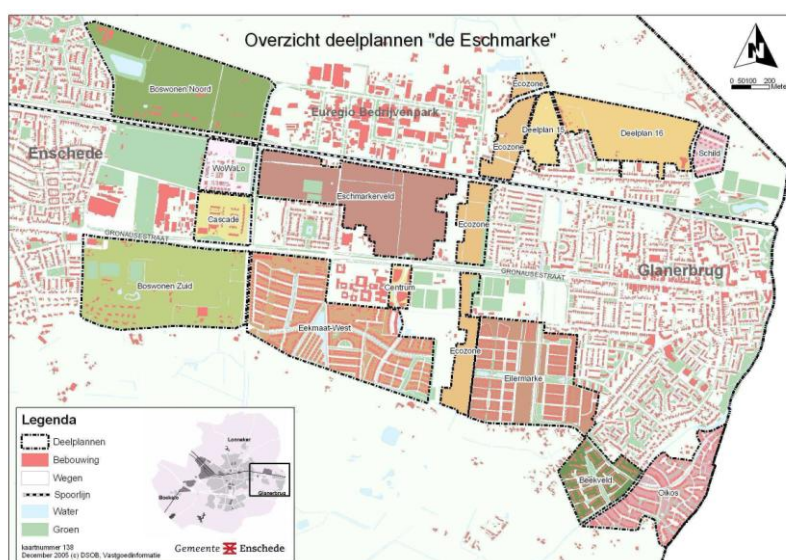 Overzicht deelplannen "de Eschmarke"
N
0 50100 200
Meter
Boswonen Noord
Euregio Bedrijvenpark
Ecozone
Deelplan 15
Deelplan 16
Ecozone
Schild
Enschede
WoWaLo
Eschmarkerveld
Cascade
Ecozone
GRONAUSESTRAAT
GRONAUSESTRAAT
Glanerbrug
Boswonen Zuid
Centrum
Eekmaat-West
Ecozone
Eilermarke
Beekveld
Oikos
Legenda
Deelplannen
Bebouwing
Wegen
Spoorlijn
Water
Groen
Lonneker
Boekelo
Glanerbrug
kaartnummer 138
December 2005 (c) DSOB, Vastgoedinformatie
Gemeente Enschede